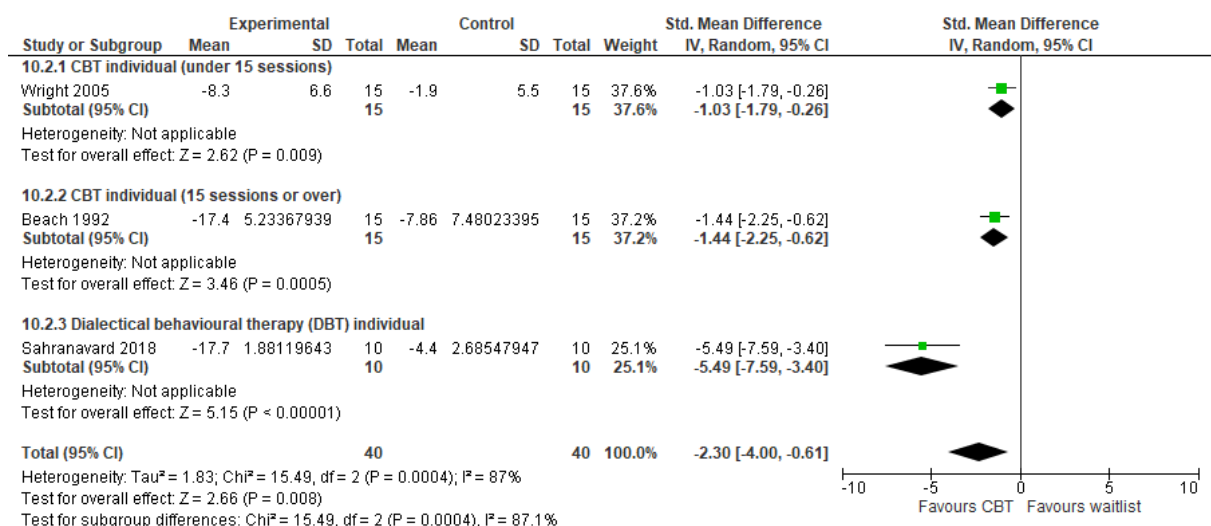 Experimental Control Std. Mean Difference Std. Mean Difference
Study or Subgroup Mean SD Total Mean SD Total Weight IV, Random, 95% CI IV, Random, 95% CI
10.2.1 CBT individual (under 15 sessions)
Wright 2005 -8.3 6.6 15 -1.9 5.5 15 37.6% -1.03 [-1.79, -0.26]
Subtotal (95% CI) 15 15 37.6% -1.03 [-1.79, -0.26]
Heterogeneity: Not applicable
Test for overall effect: Z = 2.62 (P = 0.009)
10.2.2 CBT individual (15 sessions or over)
Beach 1992 -17.4 5.23367939 15 -7.86 7.48023395 15 37.2% -1.44 [-2.25, -0.62]
Subtotal (95% CI) 15 15 37.2% -1.44 [-2.25, -0.62]
Heterogeneity: Not applicable
Test for overall effect: Z = 3.46 (P = 0.0005)
10.2.3 Dialectical behavioural therapy (DBT) individual
Sahranavard 2018 -17.7 1.88119643 10 -4.4 2.68547947 10 25.1% -5.49 [-7.59, -3.40]
Subtotal (95% CI) 10 10 25.1% -5.49 [-7.59, -3.40]
Heterogeneity: Not applicable
Test for overall effect: Z = 5.15 (P < 0.00001)
Total (95% CI) 40 40 100.0% -2.30 [-4.00, -0.61]
Heterogeneity: Tau² = 1.83; Chi² = 15.49, df = 2 (P = 0.0004); I² = 87%
Test for overall effect: Z = 2.66 (P = 0.008)
Test for subgroup differences: Chi² = 15.49, df = 2 (P = 0.0004), I² = 87.1%
-10 -5 0 5 10
Favours CBT Favours waitlist